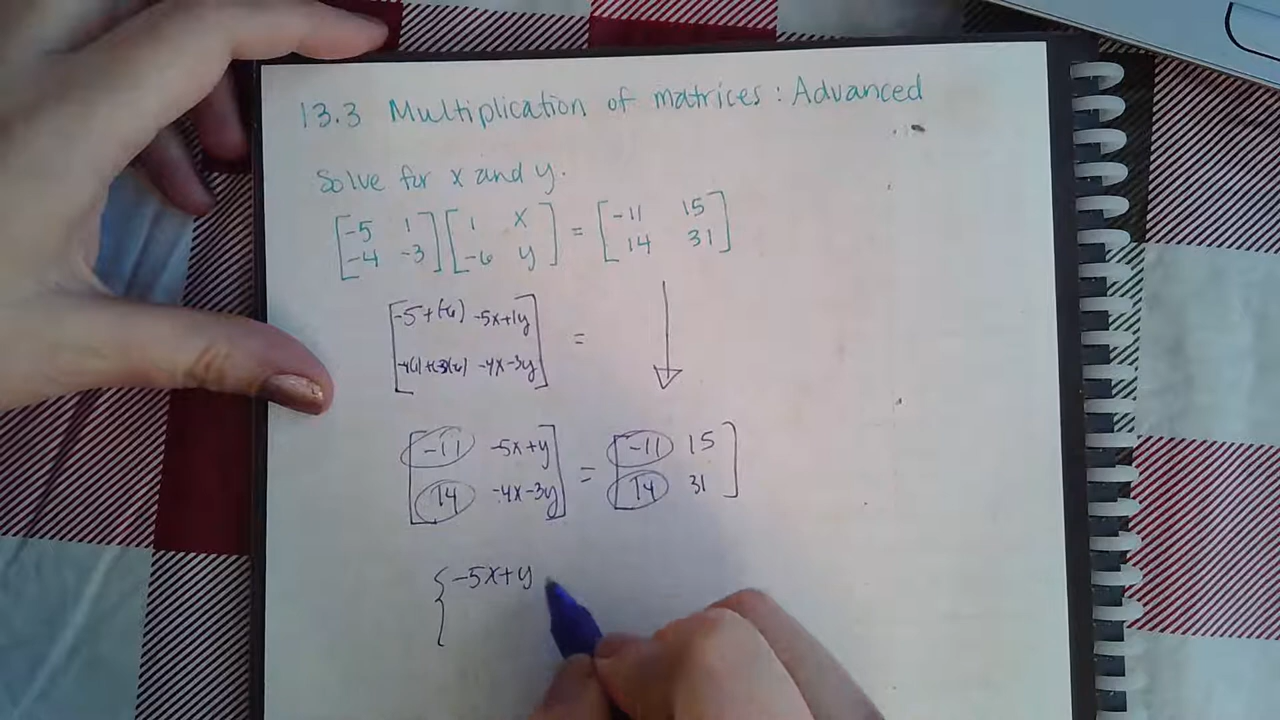 13.3 Multiplication of matrices: Advanced
Solve for x and y.
[-5 1] [1 x] = [-11 15]
[-4 -3] [-6 y] [14 31]
[-5+(-6) -5x+1y] =
[-4(1)+(-3)(-6) -4x-3y]
[-11 -5x+y] = [-11 15]
[14 -4x-3y] [14 31]
{-5x+y